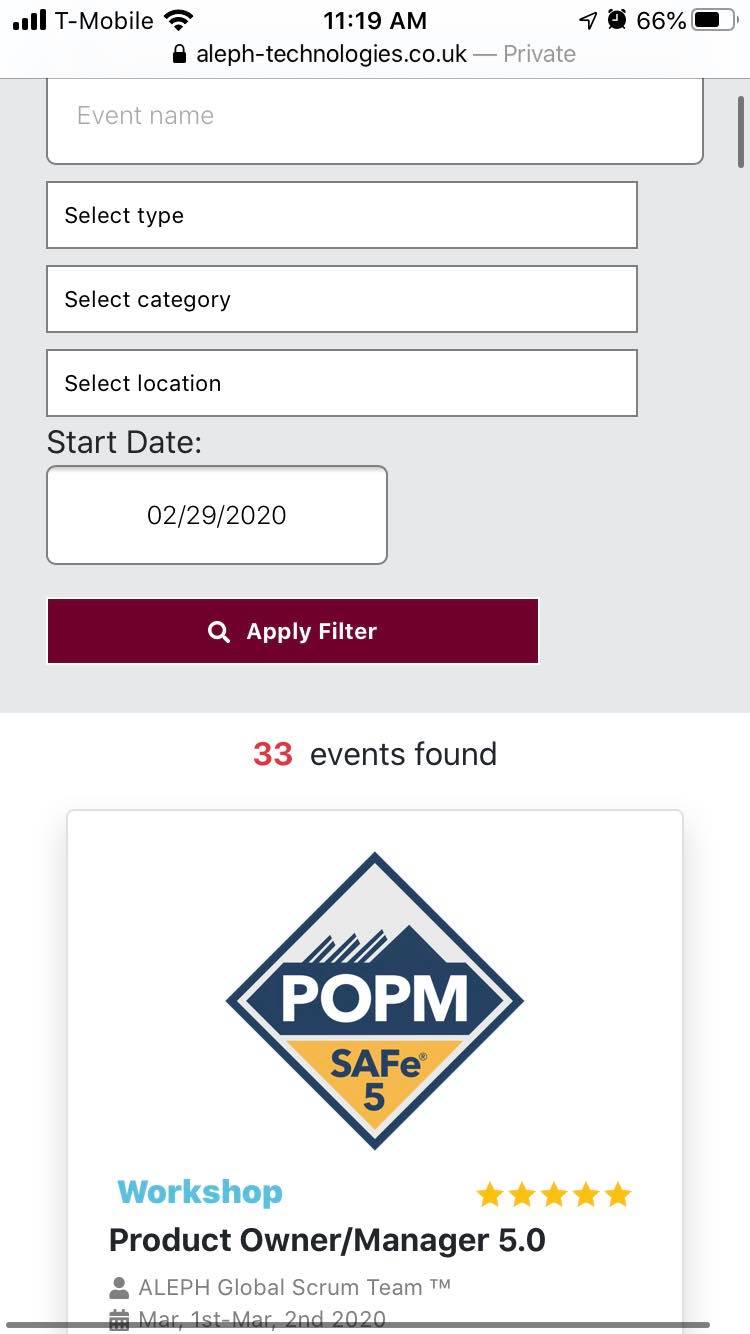 T-Mobile 11:19 AM 66%
aleph-technologies.co.uk — Private
Event name
Select type
Select category
Select location
Start Date:
02/29/2020
Apply Filter
33 events found
POPM
SAFe®
5
Workshop
Product Owner/Manager 5.0
ALEPH Global Scrum Team ™
Mar, 1st-Mar, 2nd 2020